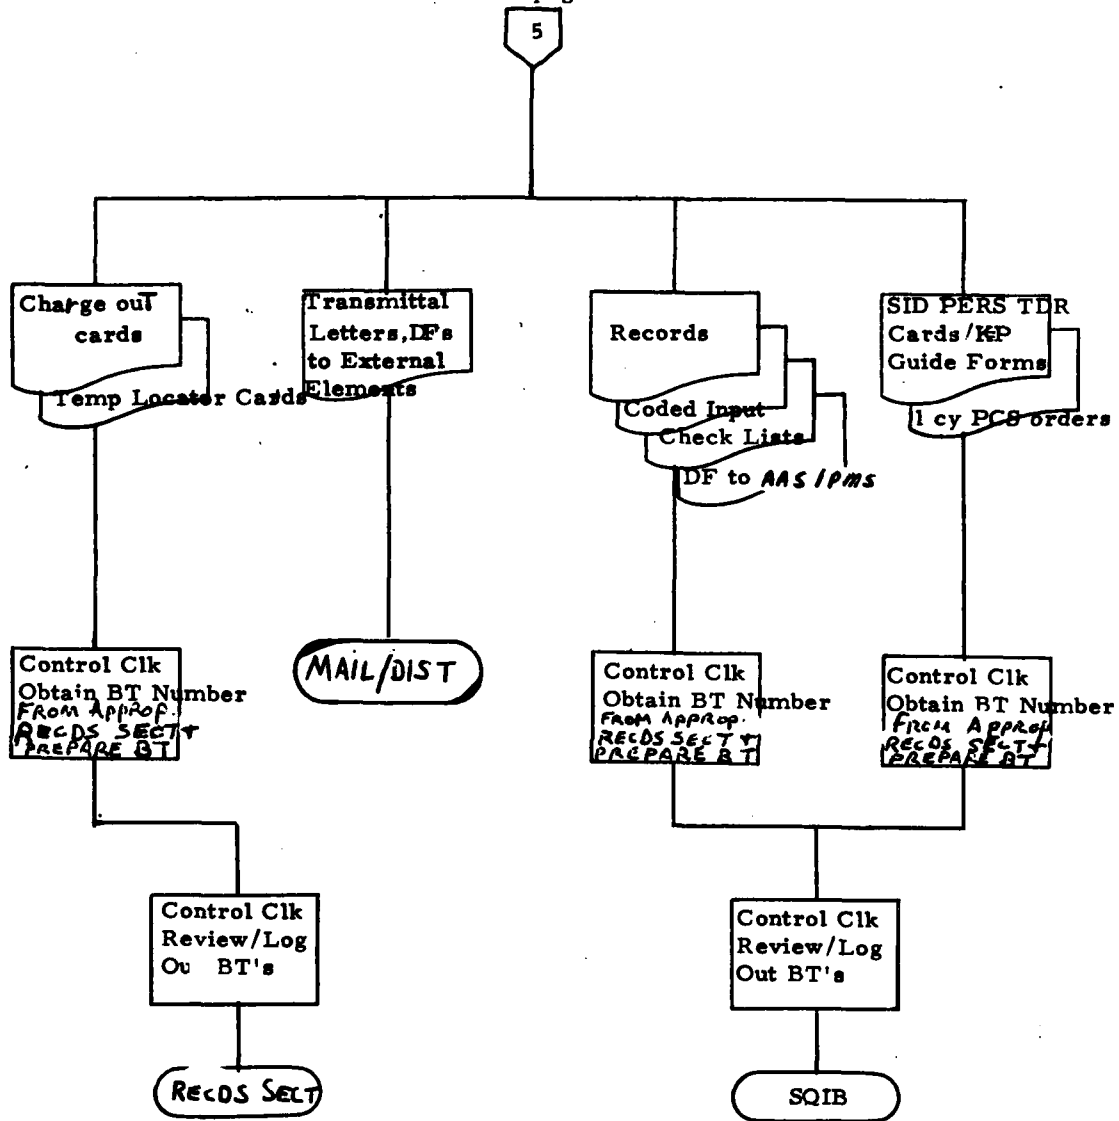 5
Charge out
cards
Temp Locator Cards
Transmittal
Letters, DF's
to External
Elements
Records
Coded Input
Check Lists
DF to AAS/PMS
SID PERS TDR
Cards/KP
Guide Forms
1 cy PCS orders
Control Clk
Obtain BT Number
FROM APPROP.
RECDS SECT +
PREPARE BT
MAIL/DIST
Control Clk
Obtain BT Number
FROM APPROP.
RECDS SECT +
PREPARE BT
Control Clk
Obtain BT Number
FROM APPROP
RECDS SECT +
PREPARE BT
Control Clk
Review/Log
Ou BT's
Control Clk
Review/Log
Out BT's
RECDS SECT
SQIB